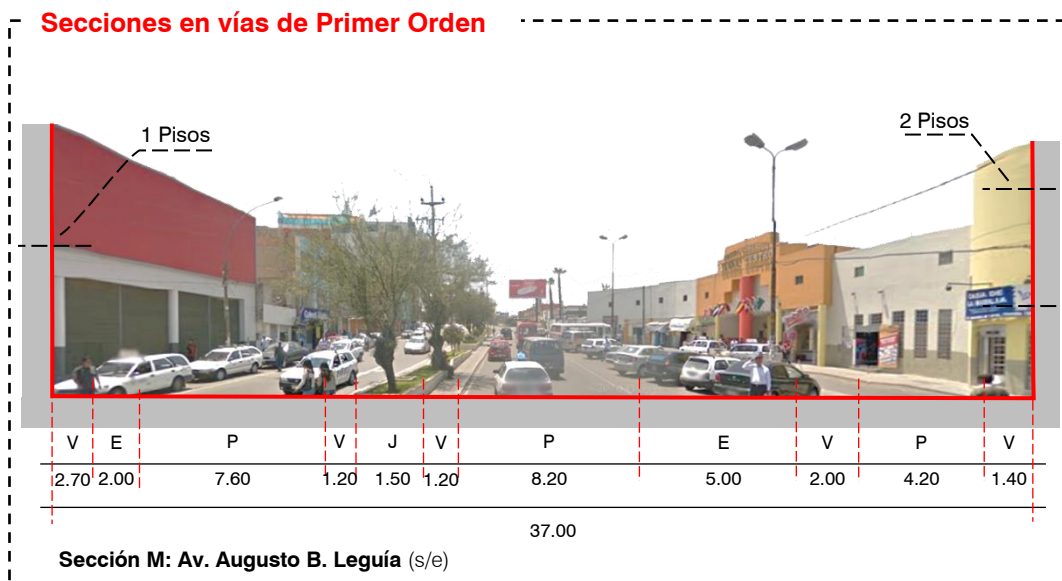 Secciones en vías de Primer Orden
1 Pisos
2 Pisos
V E P V J V P E V P V
2.70 2.00 7.60 1.20 1.50 1.20 8.20 5.00 2.00 4.20 1.40
37.00
Sección M: Av. Augusto B. Leguía (s/e)